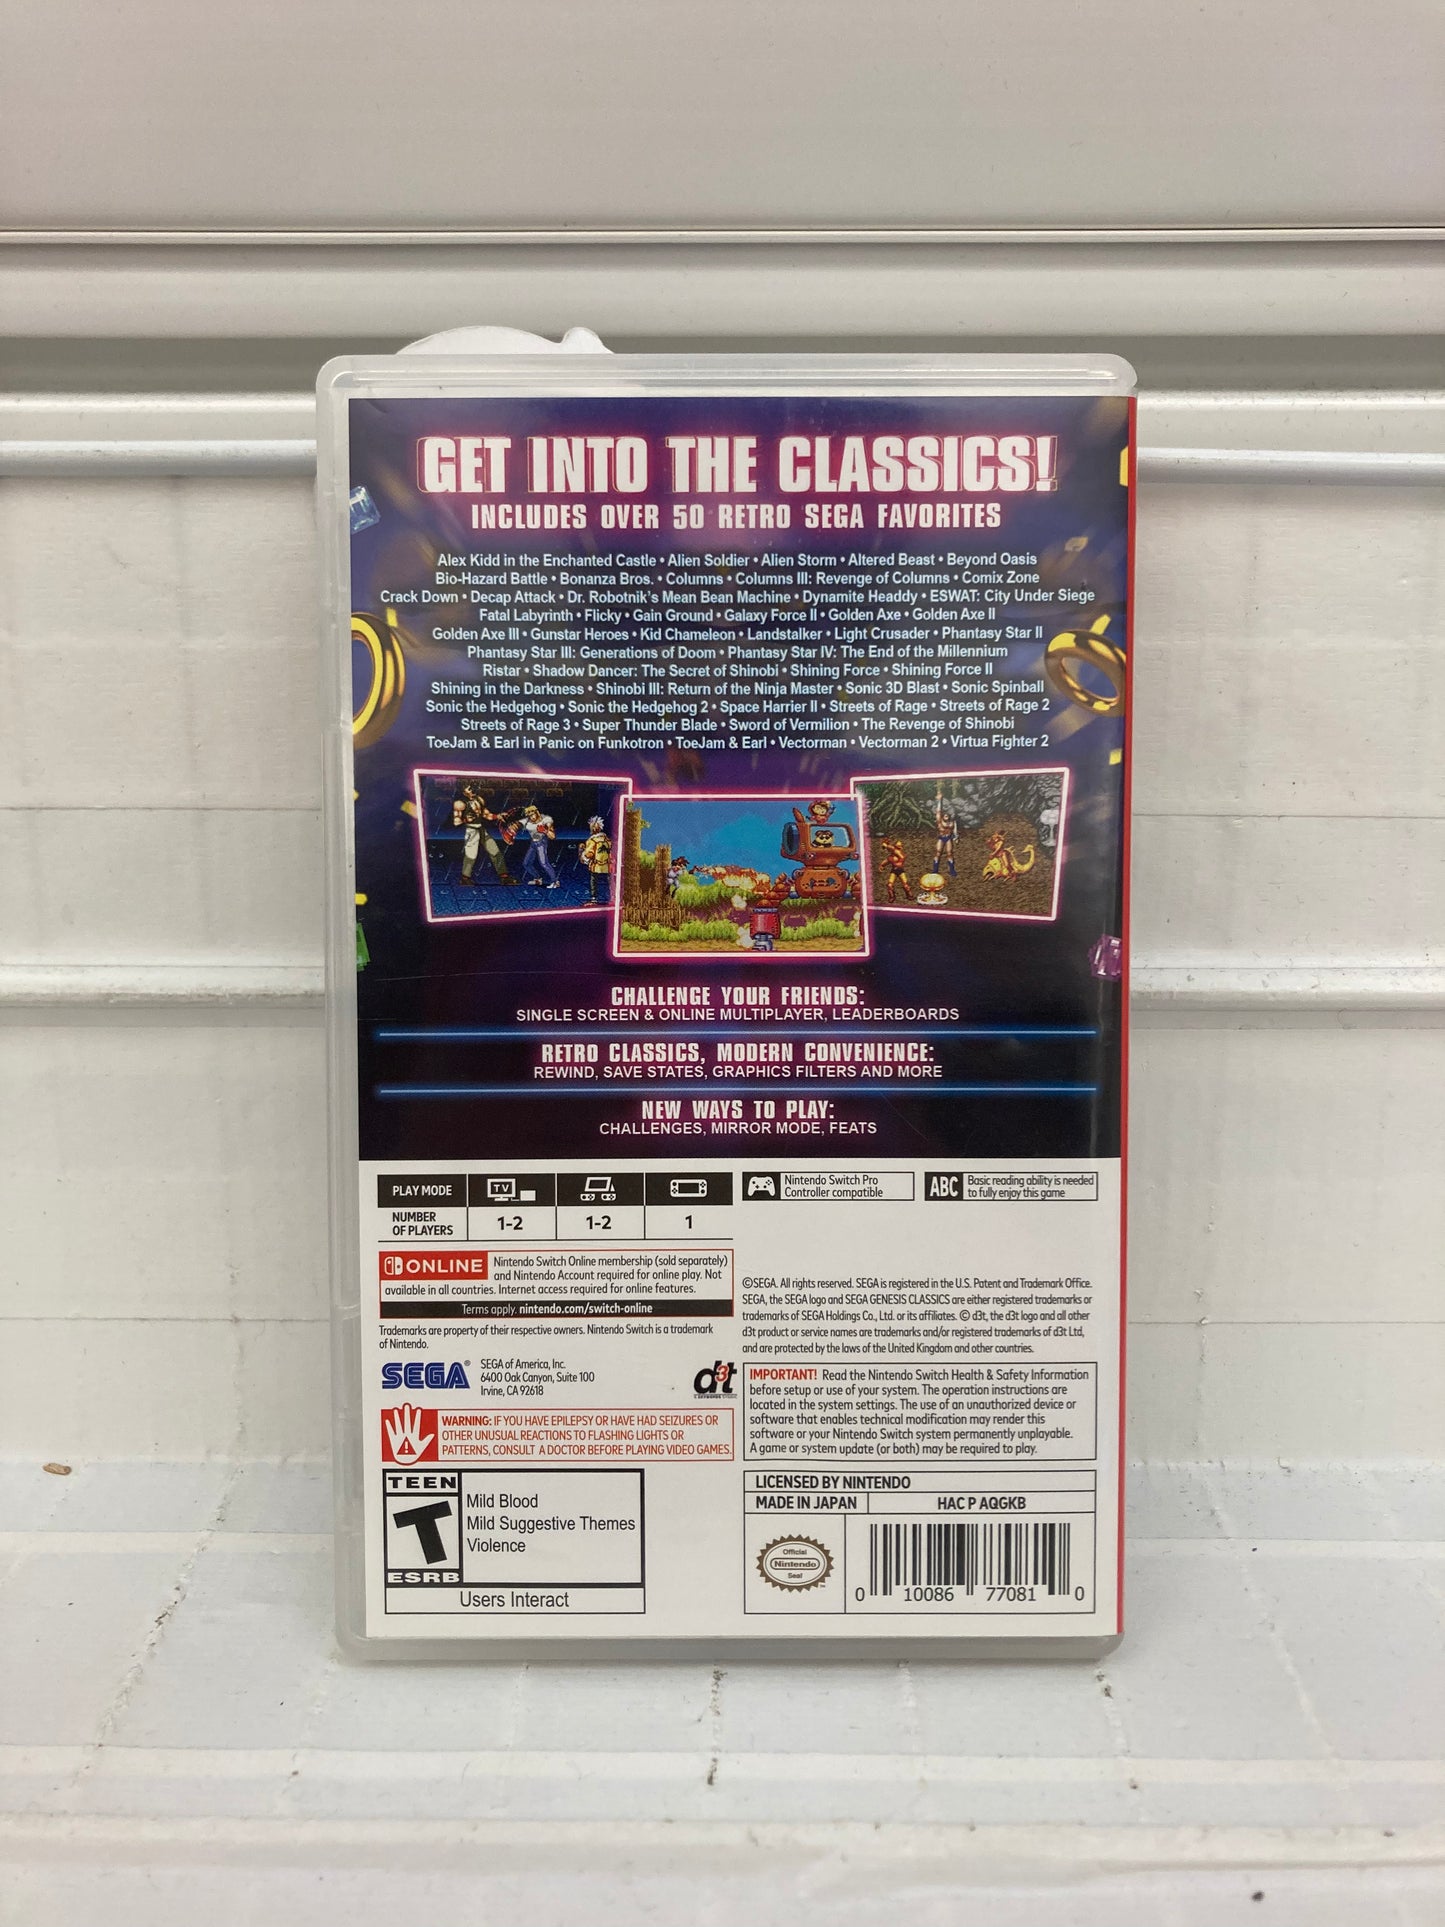 GET INTO THE CLASSICS!
INCLUDES OVER 50 RETRO SEGA FAVORITES
Alex Kidd in the Enchanted Castle • Alien Soldier • Alien Storm • Altered Beast • Beyond Oasis
Bio-Hazard Battle • Bonanza Bros. • Columns • Columns III: Revenge of Columns • Comix Zone
Crack Down • Decap Attack • Dr. Robotnik's Mean Bean Machine • Dynamite Headdy • ESWAT: City Under Siege
Fatal Labyrinth • Flicky • Gain Ground • Galaxy Force II • Golden Axe • Golden Axe II
Golden Axe III • Gunstar Heroes • Kid Chameleon • Landstalker • Light Crusader • Phantasy Star II
Phantasy Star III: Generations of Doom • Phantasy Star IV: The End of the Millennium
Ristar • Shadow Dancer: The Secret of Shinobi • Shining Force • Shining Force II
Shining in the Darkness • Shinobi III: Return of the Ninja Master • Sonic 3D Blast • Sonic Spinball
Sonic the Hedgehog • Sonic the Hedgehog 2 • Space Harrier II • Streets of Rage • Streets of Rage 2
Streets of Rage 3 • Super Thunder Blade • Sword of Vermilion • The Revenge of Shinobi
ToeJam & Earl in Panic on Funkotron • ToeJam & Earl • Vectorman • Vectorman 2 • Virtua Fighter 2
CHALLENGE YOUR FRIENDS:
SINGLE SCREEN & ONLINE MULTIPLAYER, LEADERBOARDS
RETRO CLASSICS, MODERN CONVENIENCE:
REWIND, SAVE STATES, GRAPHICS FILTERS AND MORE
NEW WAYS TO PLAY:
CHALLENGES, MIRROR MODE, FEATS
PLAY MODE TV
NUMBER
OF PLAYERS 1-2 1-2 1
Nintendo Switch Pro
Controller compatible
ABC Basic reading ability is needed
to fully enjoy this game
ONLINE Nintendo Switch Online membership (sold separately)
and Nintendo Account required for online play. Not
available in all countries. Internet access required for online features.
Terms apply. nintendo.com/switch-online
Trademarks are property of their respective owners. Nintendo Switch is a trademark
of Nintendo.
SEGA® SEGA of America, Inc.
6400 Oak Canyon, Suite 100
Irvine, CA 92618
d3t
WARNING: IF YOU HAVE EPILEPSY OR HAVE HAD SEIZURES OR
OTHER UNUSUAL REACTIONS TO FLASHING LIGHTS OR
PATTERNS, CONSULT A DOCTOR BEFORE PLAYING VIDEO GAMES.
©SEGA. All rights reserved. SEGA is registered in the U.S. Patent and Trademark Office.
SEGA, the SEGA logo and SEGA GENESIS CLASSICS are either registered trademarks or
trademarks of SEGA Holdings Co., Ltd. or its affiliates. © d3t, the d3t logo and all other
d3t product or service names are trademarks and/or registered trademarks of d3t Ltd,
and are protected by the laws of the United Kingdom and other countries.
IMPORTANT! Read the Nintendo Switch Health & Safety Information
before setup or use of your system. The operation instructions are
located in the system settings. The use of an unauthorized device or
software that enables technical modification may render this
software or your Nintendo Switch system permanently unplayable.
A game or system update (or both) may be required to play.
TEEN
T
ESRB
Mild Blood
Mild Suggestive Themes
Violence
Users Interact
LICENSED BY NINTENDO
MADE IN JAPAN HAC P AQGKB
Official
Nintendo
Seal
0 10086 77081 0